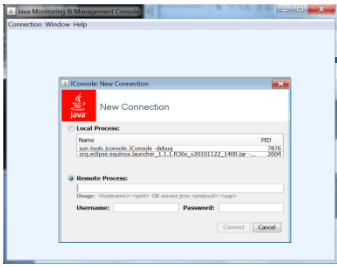 Java Monitoring & Management Console
Connection Window Help
JConsole: New Connection
Java
New Connection
Local Process:
Name PID
sun.tools.jconsole.JConsole -debug 7876
org.eclipse.equinox.launcher_1.1.1.R36x_v20101122_1400.jar -... 2604
Remote Process:
Usage: <hostname>:<port> OR service:jmx:<protocol>:<sap>
Username: Password:
Connect Cancel